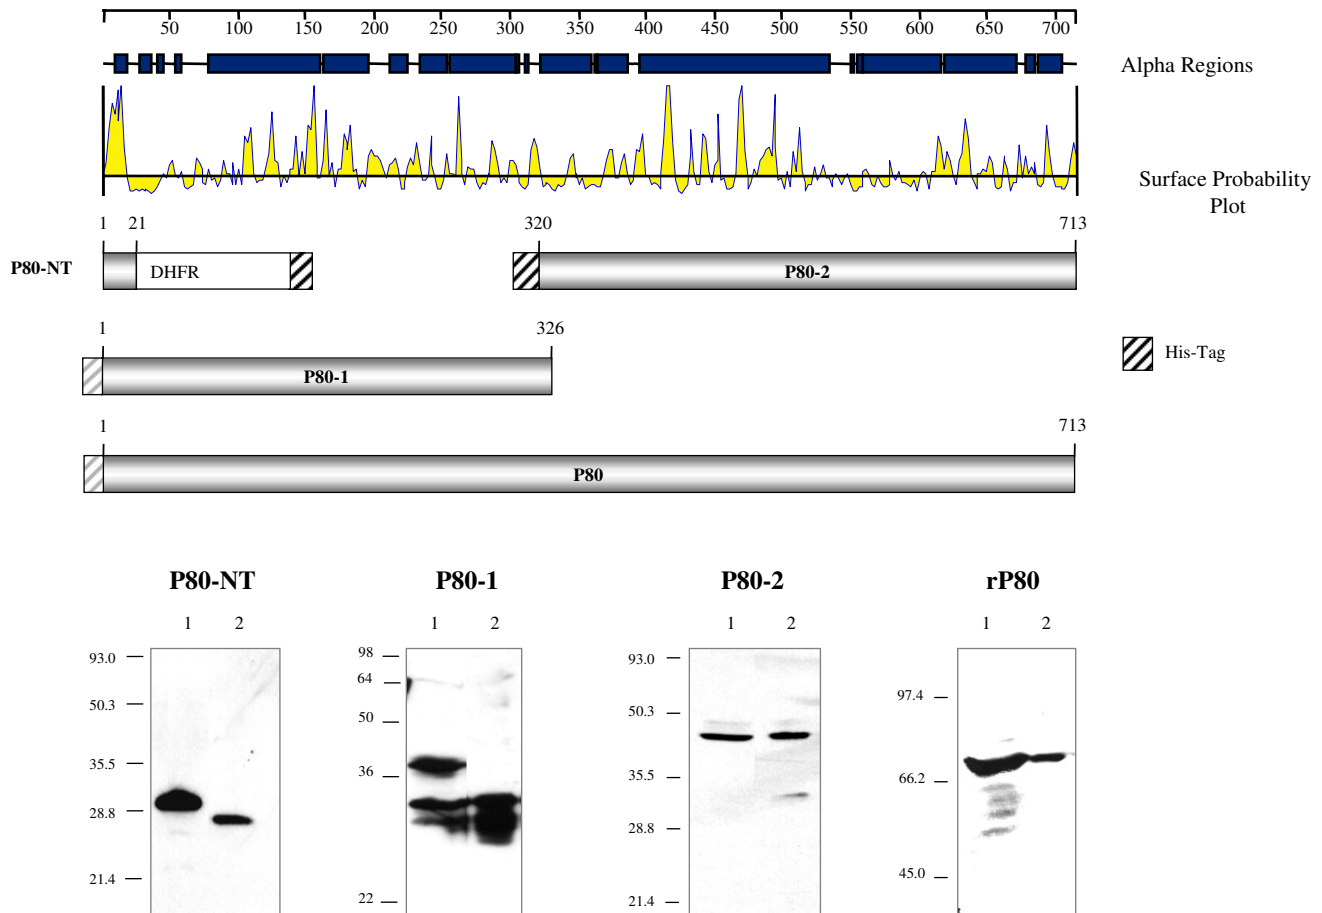 50 100 150 200 250 300 350 400 450 500 550 600 650 700
Alpha Regions
Surface Probability
Plot
1 21 320 713
P80-NT DHFR P80-2
1 326
His-Tag
P80-1
1 713
P80
P80-NT P80-1 P80-2 rP80
1 2 1 2 1 2 1 2
93.0 98 93.0
64
97.4
50.3 50 50.3
35.5 36 35.5 66.2
28.8 28.8
45.0
21.4 22 21.4